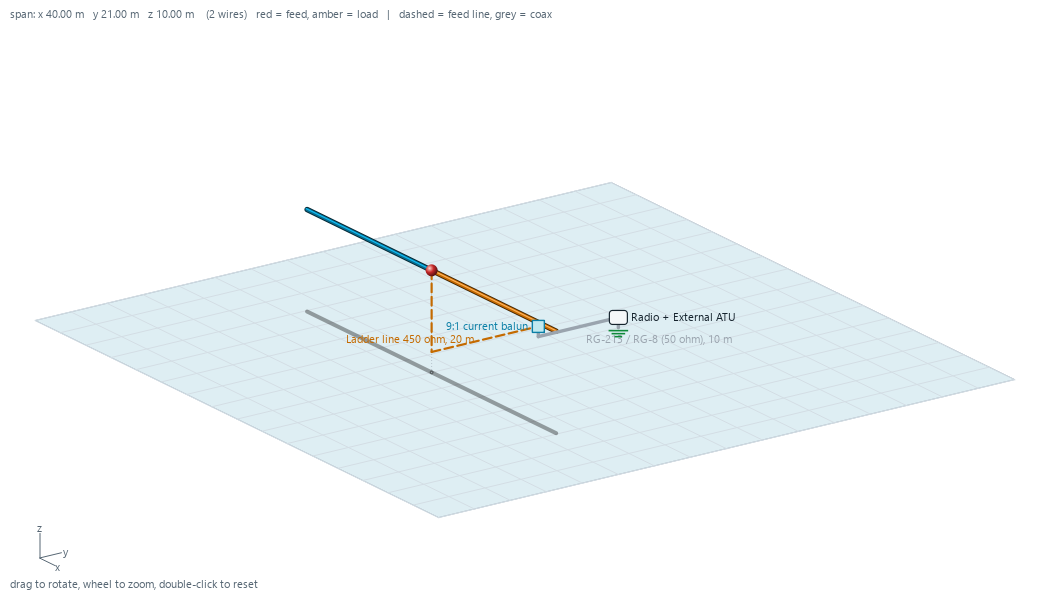 span: x 40.00 m   y 21.00 m   z 10.00 m    (2 wires)   red = feed, amber = load   |   dashed = feed line, grey = coax
Radio + External ATU
9:1 current balun
Ladder line 450 ohm, 20 m
RG-213 / RG-8 (50 ohm), 10 m
z
y
x
drag to rotate, wheel to zoom, double-click to reset